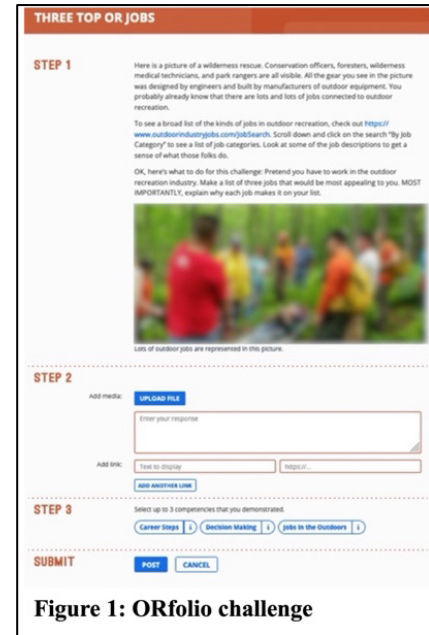 THREE TOP OR JOBS
STEP 1
Here is a picture of a wilderness rescue. Conservation officers, foresters, wilderness
medical technicians, and park rangers are all visible. All the gear you see in the picture
was designed by engineers and built by manufacturers of outdoor equipment. You
probably already know that there are lots and lots of jobs connected to outdoor
recreation.
To see a broad list of the kinds of jobs in outdoor recreation, check out https://
www.outdoorindustryjobs.com/JobSearch. Scroll down and click on the search "By Job
Category" to see a list of job categories. Look at some of the job descriptions to get a
sense of what those folks do.
OK, here's what to do for this challenge: Pretend you have to work in the outdoor
recreation industry. Make a list of three jobs that would be most appealing to you. MOST
IMPORTANTLY, explain why each job makes it on your list.
Lots of outdoor jobs are represented in this picture.
STEP 2
Add media:
UPLOAD FILE
Enter your response
Add link:
Text to display
https://...
ADD ANOTHER LINK
STEP 3
Select up to 3 competencies that you demonstrated.
Career Steps i Decision Making i Jobs in the Outdoors i
SUBMIT
POST CANCEL
Figure 1: ORfolio challenge